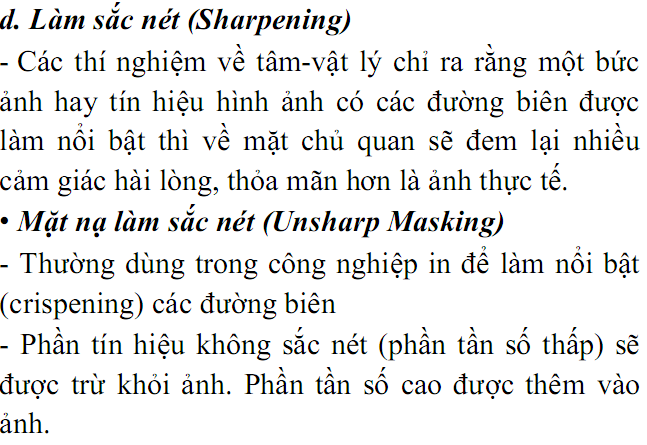 d. Làm sắc nét (Sharpening)
- Các thí nghiệm về tâm-vật lý chỉ ra rằng một bức
ảnh hay tín hiệu hình ảnh có các đường biên được
làm nổi bật thì về mặt chủ quan sẽ đem lại nhiều
cảm giác hài lòng, thỏa mãn hơn là ảnh thực tế.
• Mặt nạ làm sắc nét (Unsharp Masking)
- Thường dùng trong công nghiệp in để làm nổi bật
(crispening) các đường biên
- Phần tín hiệu không sắc nét (phần tần số thấp) sẽ
được trừ khỏi ảnh. Phần tần số cao được thêm vào
ảnh.